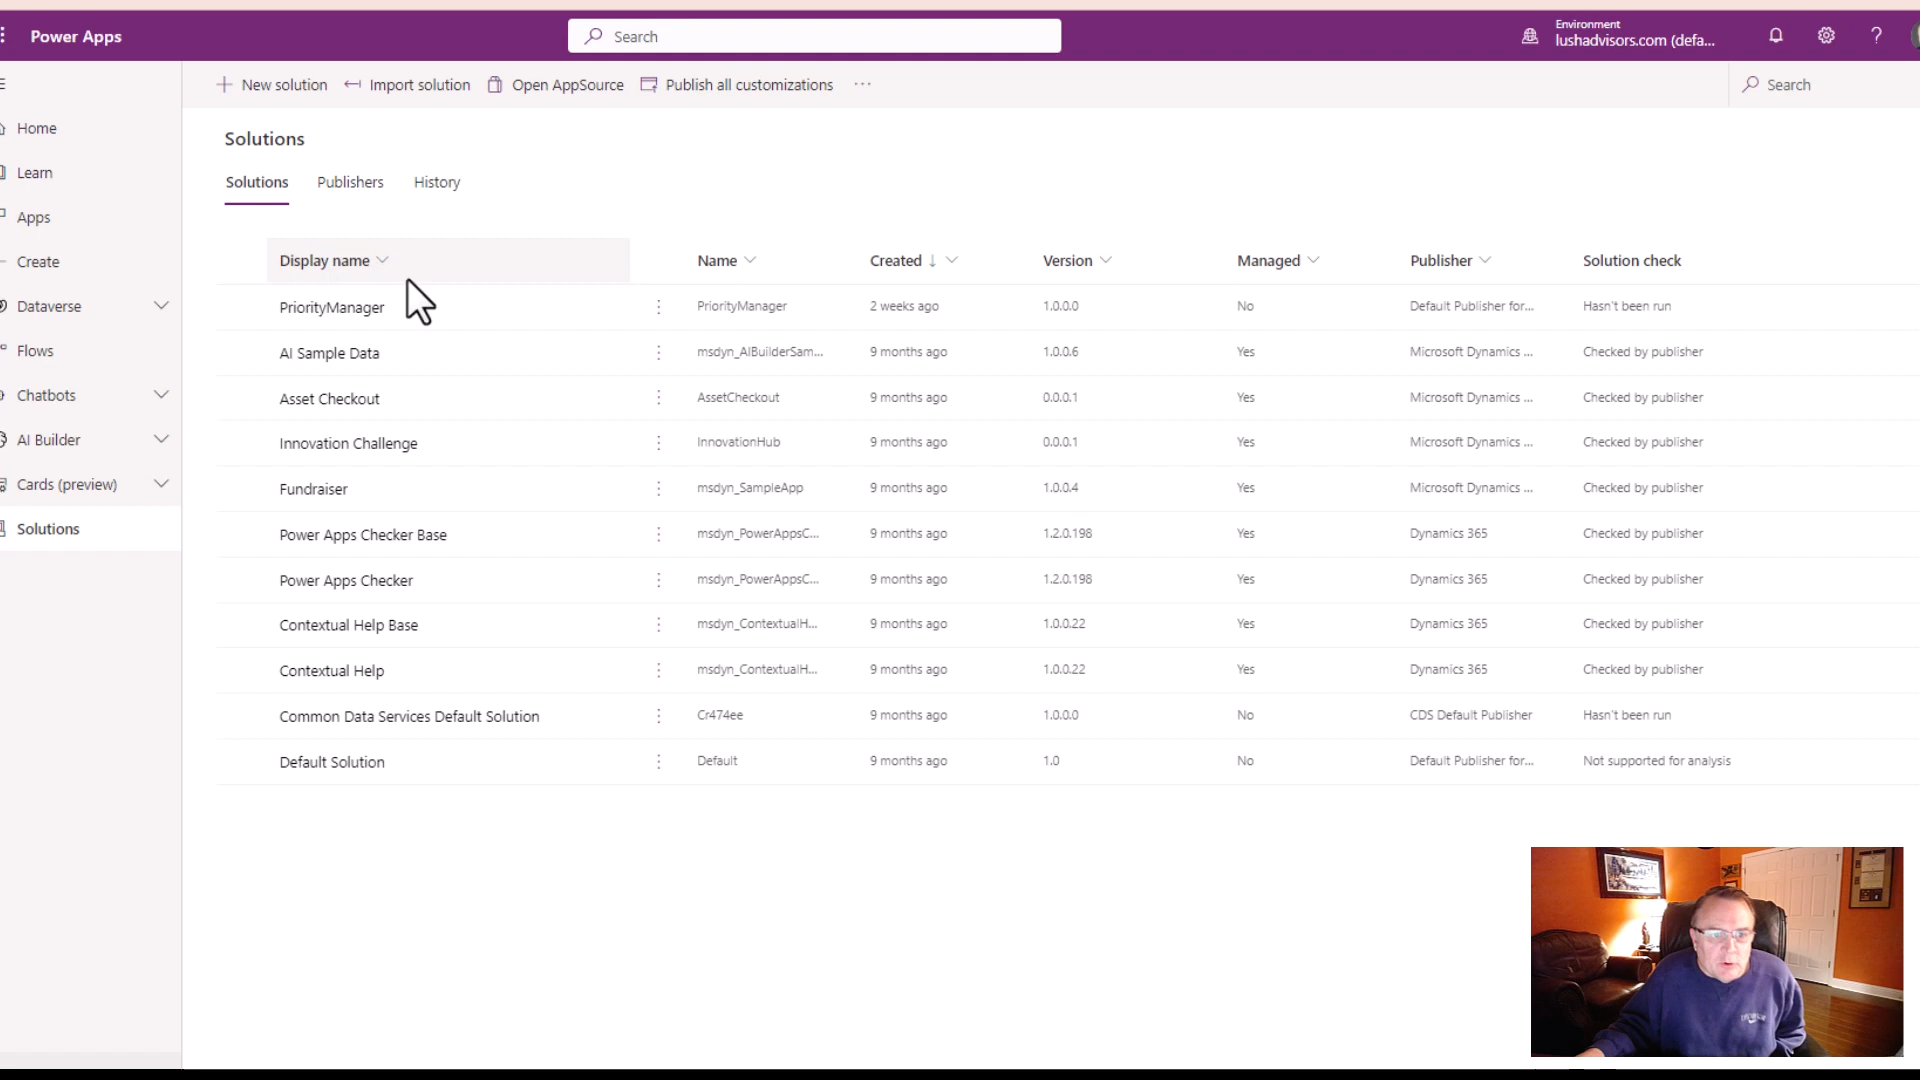 Power Apps
Search
Environment
lushadvisors.com (defa...
New solution
Import solution
Open AppSource
Publish all customizations
Search
Home
Learn
Apps
Create
Dataverse
Flows
Chatbots
AI Builder
Cards (preview)
Solutions
Solutions
Solutions Publishers History
Display name Name Created Version Managed Publisher Solution check
PriorityManager PriorityManager 2 weeks ago 1.0.0.0 No Default Publisher for... Hasn't been run
AI Sample Data msdyn_AIBuilderSam... 9 months ago 1.0.0.6 Yes Microsoft Dynamics ... Checked by publisher
Asset Checkout AssetCheckout 9 months ago 0.0.0.1 Yes Microsoft Dynamics ... Checked by publisher
Innovation Challenge InnovationHub 9 months ago 0.0.0.1 Yes Microsoft Dynamics ... Checked by publisher
Fundraiser msdyn_SampleApp 9 months ago 1.0.0.4 Yes Microsoft Dynamics ... Checked by publisher
Power Apps Checker Base msdyn_PowerAppsC... 9 months ago 1.2.0.198 Yes Dynamics 365 Checked by publisher
Power Apps Checker msdyn_PowerAppsC... 9 months ago 1.2.0.198 Yes Dynamics 365 Checked by publisher
Contextual Help Base msdyn_ContextualH... 9 months ago 1.0.0.22 Yes Dynamics 365 Checked by publisher
Contextual Help msdyn_ContextualH... 9 months ago 1.0.0.22 Yes Dynamics 365 Checked by publisher
Common Data Services Default Solution Cr474ee 9 months ago 1.0.0.0 No CDS Default Publisher Hasn't been run
Default Solution Default 9 months ago 1.0 No Default Publisher for... Not supported for analysis